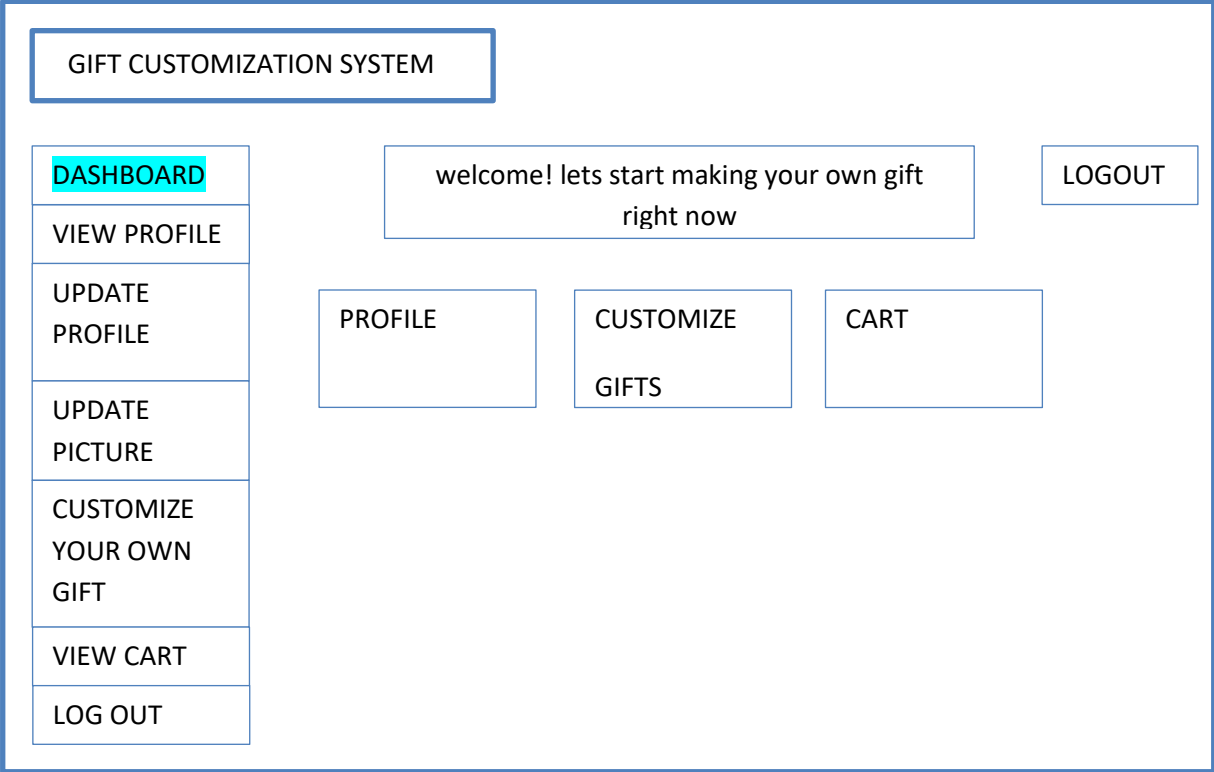 GIFT CUSTOMIZATION SYSTEM
DASHBOARD
VIEW PROFILE
UPDATE
PROFILE
UPDATE
PICTURE
CUSTOMIZE
YOUR OWN
GIFT
VIEW CART
LOG OUT
welcome! lets start making your own gift
right now
LOGOUT
PROFILE
CUSTOMIZE
GIFTS
CART